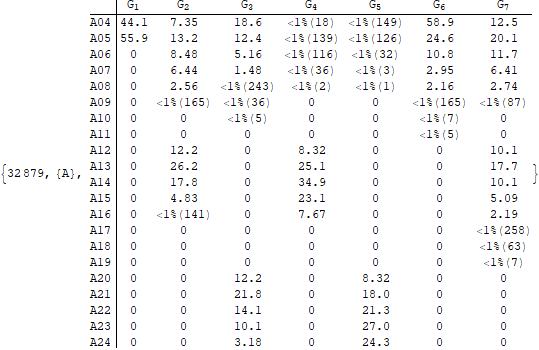 G1 G2 G3 G4 G5 G6 G7
A04 44.1 7.35 18.6 <1%(18) <1%(149) 58.9 12.5
A05 55.9 13.2 12.4 <1%(139) <1%(126) 24.6 20.1
A06 0 8.48 5.16 <1%(116) <1%(32) 10.8 11.7
A07 0 6.44 1.48 <1%(36) <1%(3) 2.95 6.41
A08 0 2.56 <1%(243) <1%(2) <1%(1) 2.16 2.74
A09 0 <1%(165) <1%(36) 0 0 <1%(165) <1%(87)
A10 0 0 <1%(5) 0 0 <1%(7) 0
A11 0 0 0 0 0 <1%(5) 0
A12 0 12.2 0 8.32 0 0 10.1
{32879, {A}, A13 0 26.2 0 25.1 0 0 17.7 }
A14 0 17.8 0 34.9 0 0 10.1
A15 0 4.83 0 23.1 0 0 5.09
A16 0 <1%(141) 0 7.67 0 0 2.19
A17 0 0 0 0 0 0 <1%(258)
A18 0 0 0 0 0 0 <1%(63)
A19 0 0 0 0 0 0 <1%(7)
A20 0 0 12.2 0 8.32 0 0
A21 0 0 21.8 0 18.0 0 0
A22 0 0 14.1 0 21.3 0 0
A23 0 0 10.1 0 27.0 0 0
A24 0 0 3.18 0 24.3 0 0